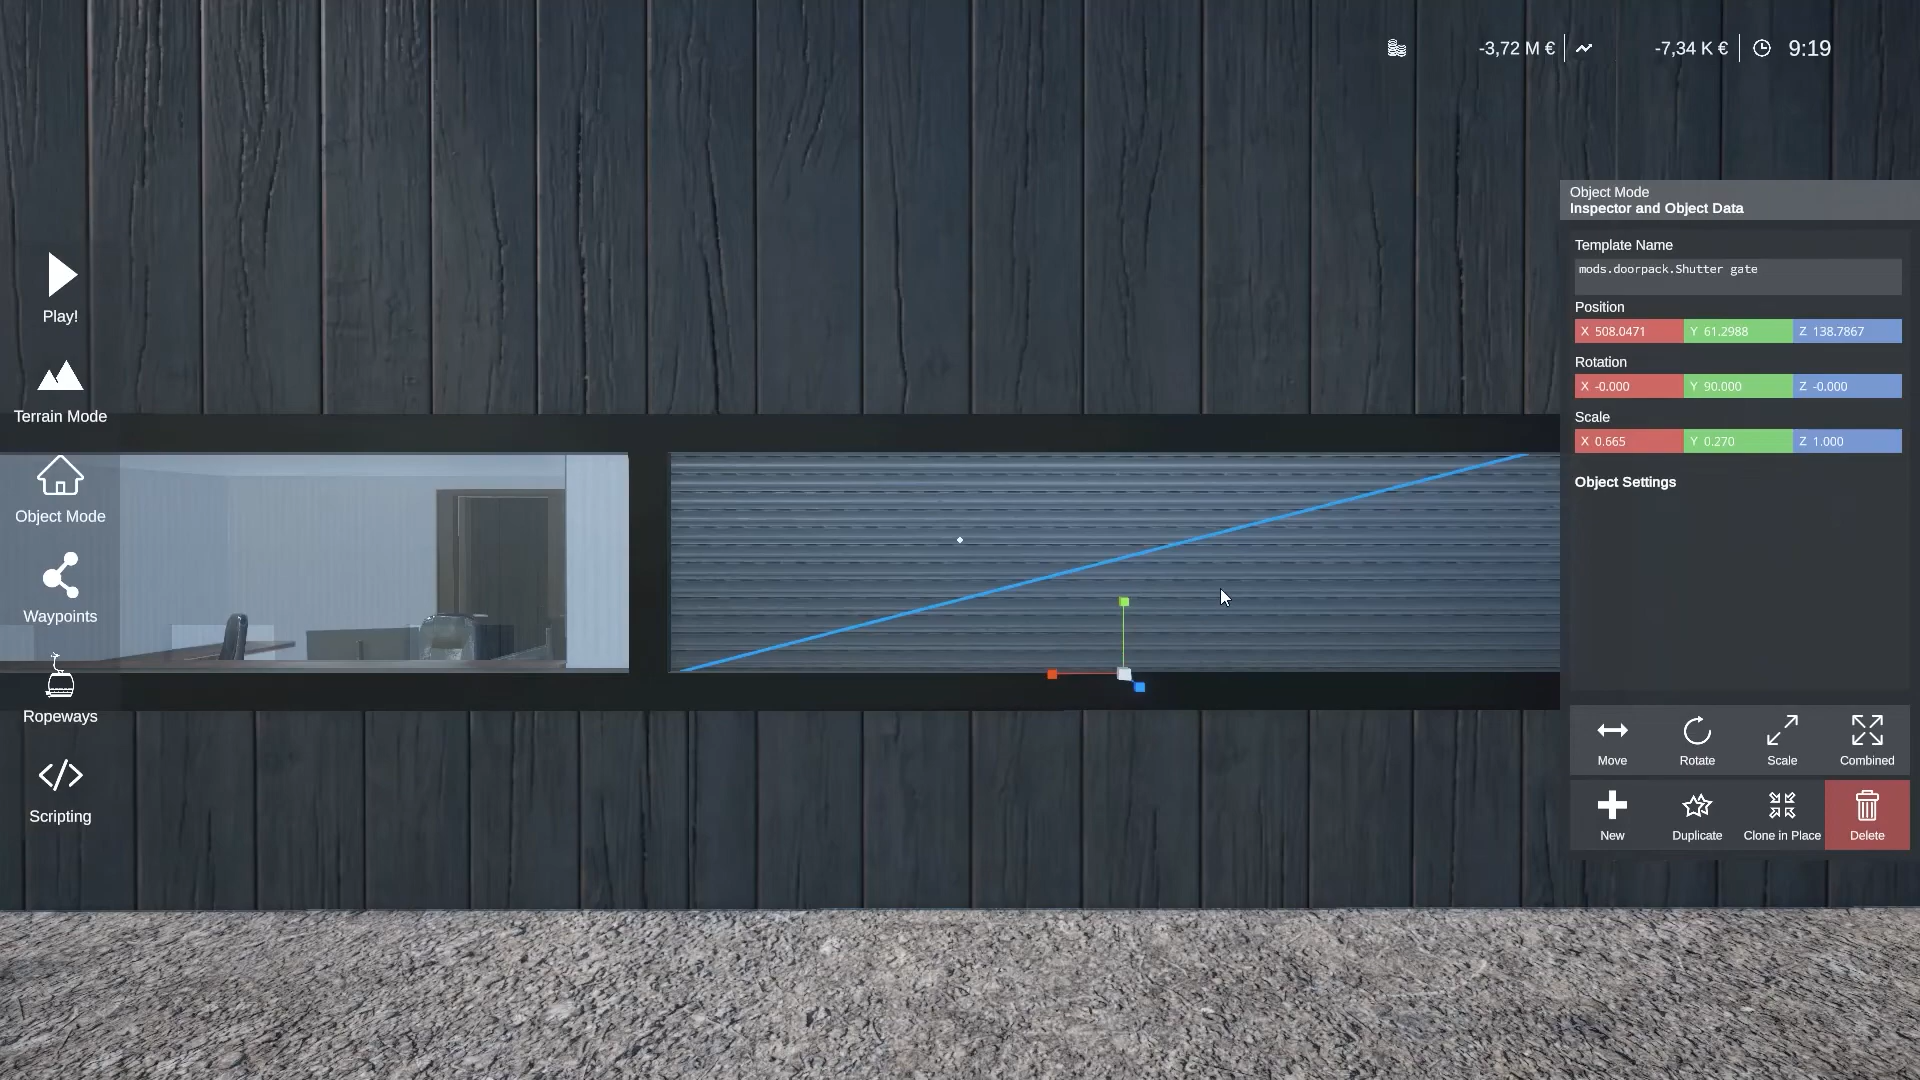 -3,72 M €
-7,34 K €
9:19
Play!
Terrain Mode
Object Mode
Waypoints
Ropeways
Scripting
Object Mode
Inspector and Object Data
Template Name
mods.doorpack.Shutter gate
Position
X 508.0471 Y 61.2988 Z 138.7867
Rotation
X -0.000 Y 90.000 Z -0.000
Scale
X 0.665 Y 0.270 Z 1.000
Object Settings
Move Rotate Scale Combined
New Duplicate Clone in Place Delete